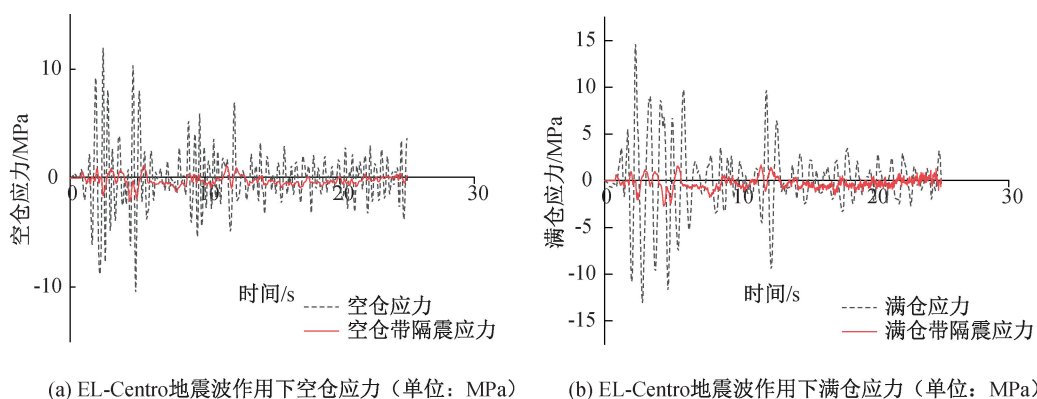 10
0
-10
0
10
20
30
空仓应力/MPa
时间/s
空仓应力
空仓带隔震应力
(a) EL-Centro地震波作用下空仓应力（单位：MPa）
15
10
5
0
-5
-10
-15
0
10
20
30
满仓应力/MPa
时间/s
满仓应力
满仓带隔震应力
(b) EL-Centro地震波作用下满仓应力（单位：MPa）